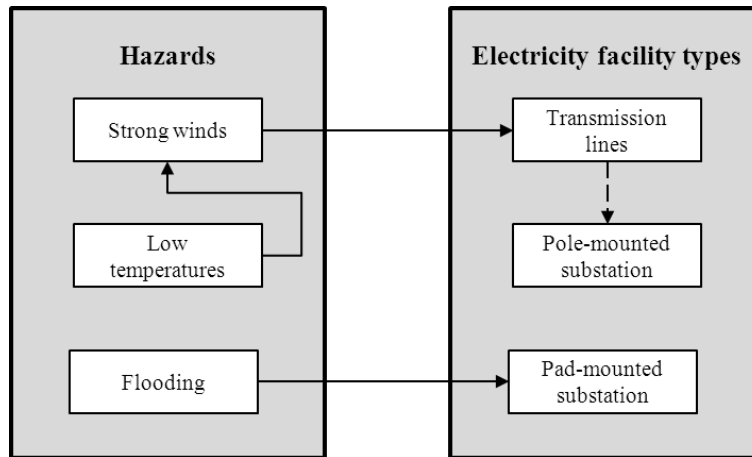 Hazards
Strong winds
Low
temperatures
Flooding
Electricity facility types
Transmission
lines
Pole-mounted
substation
Pad-mounted
substation